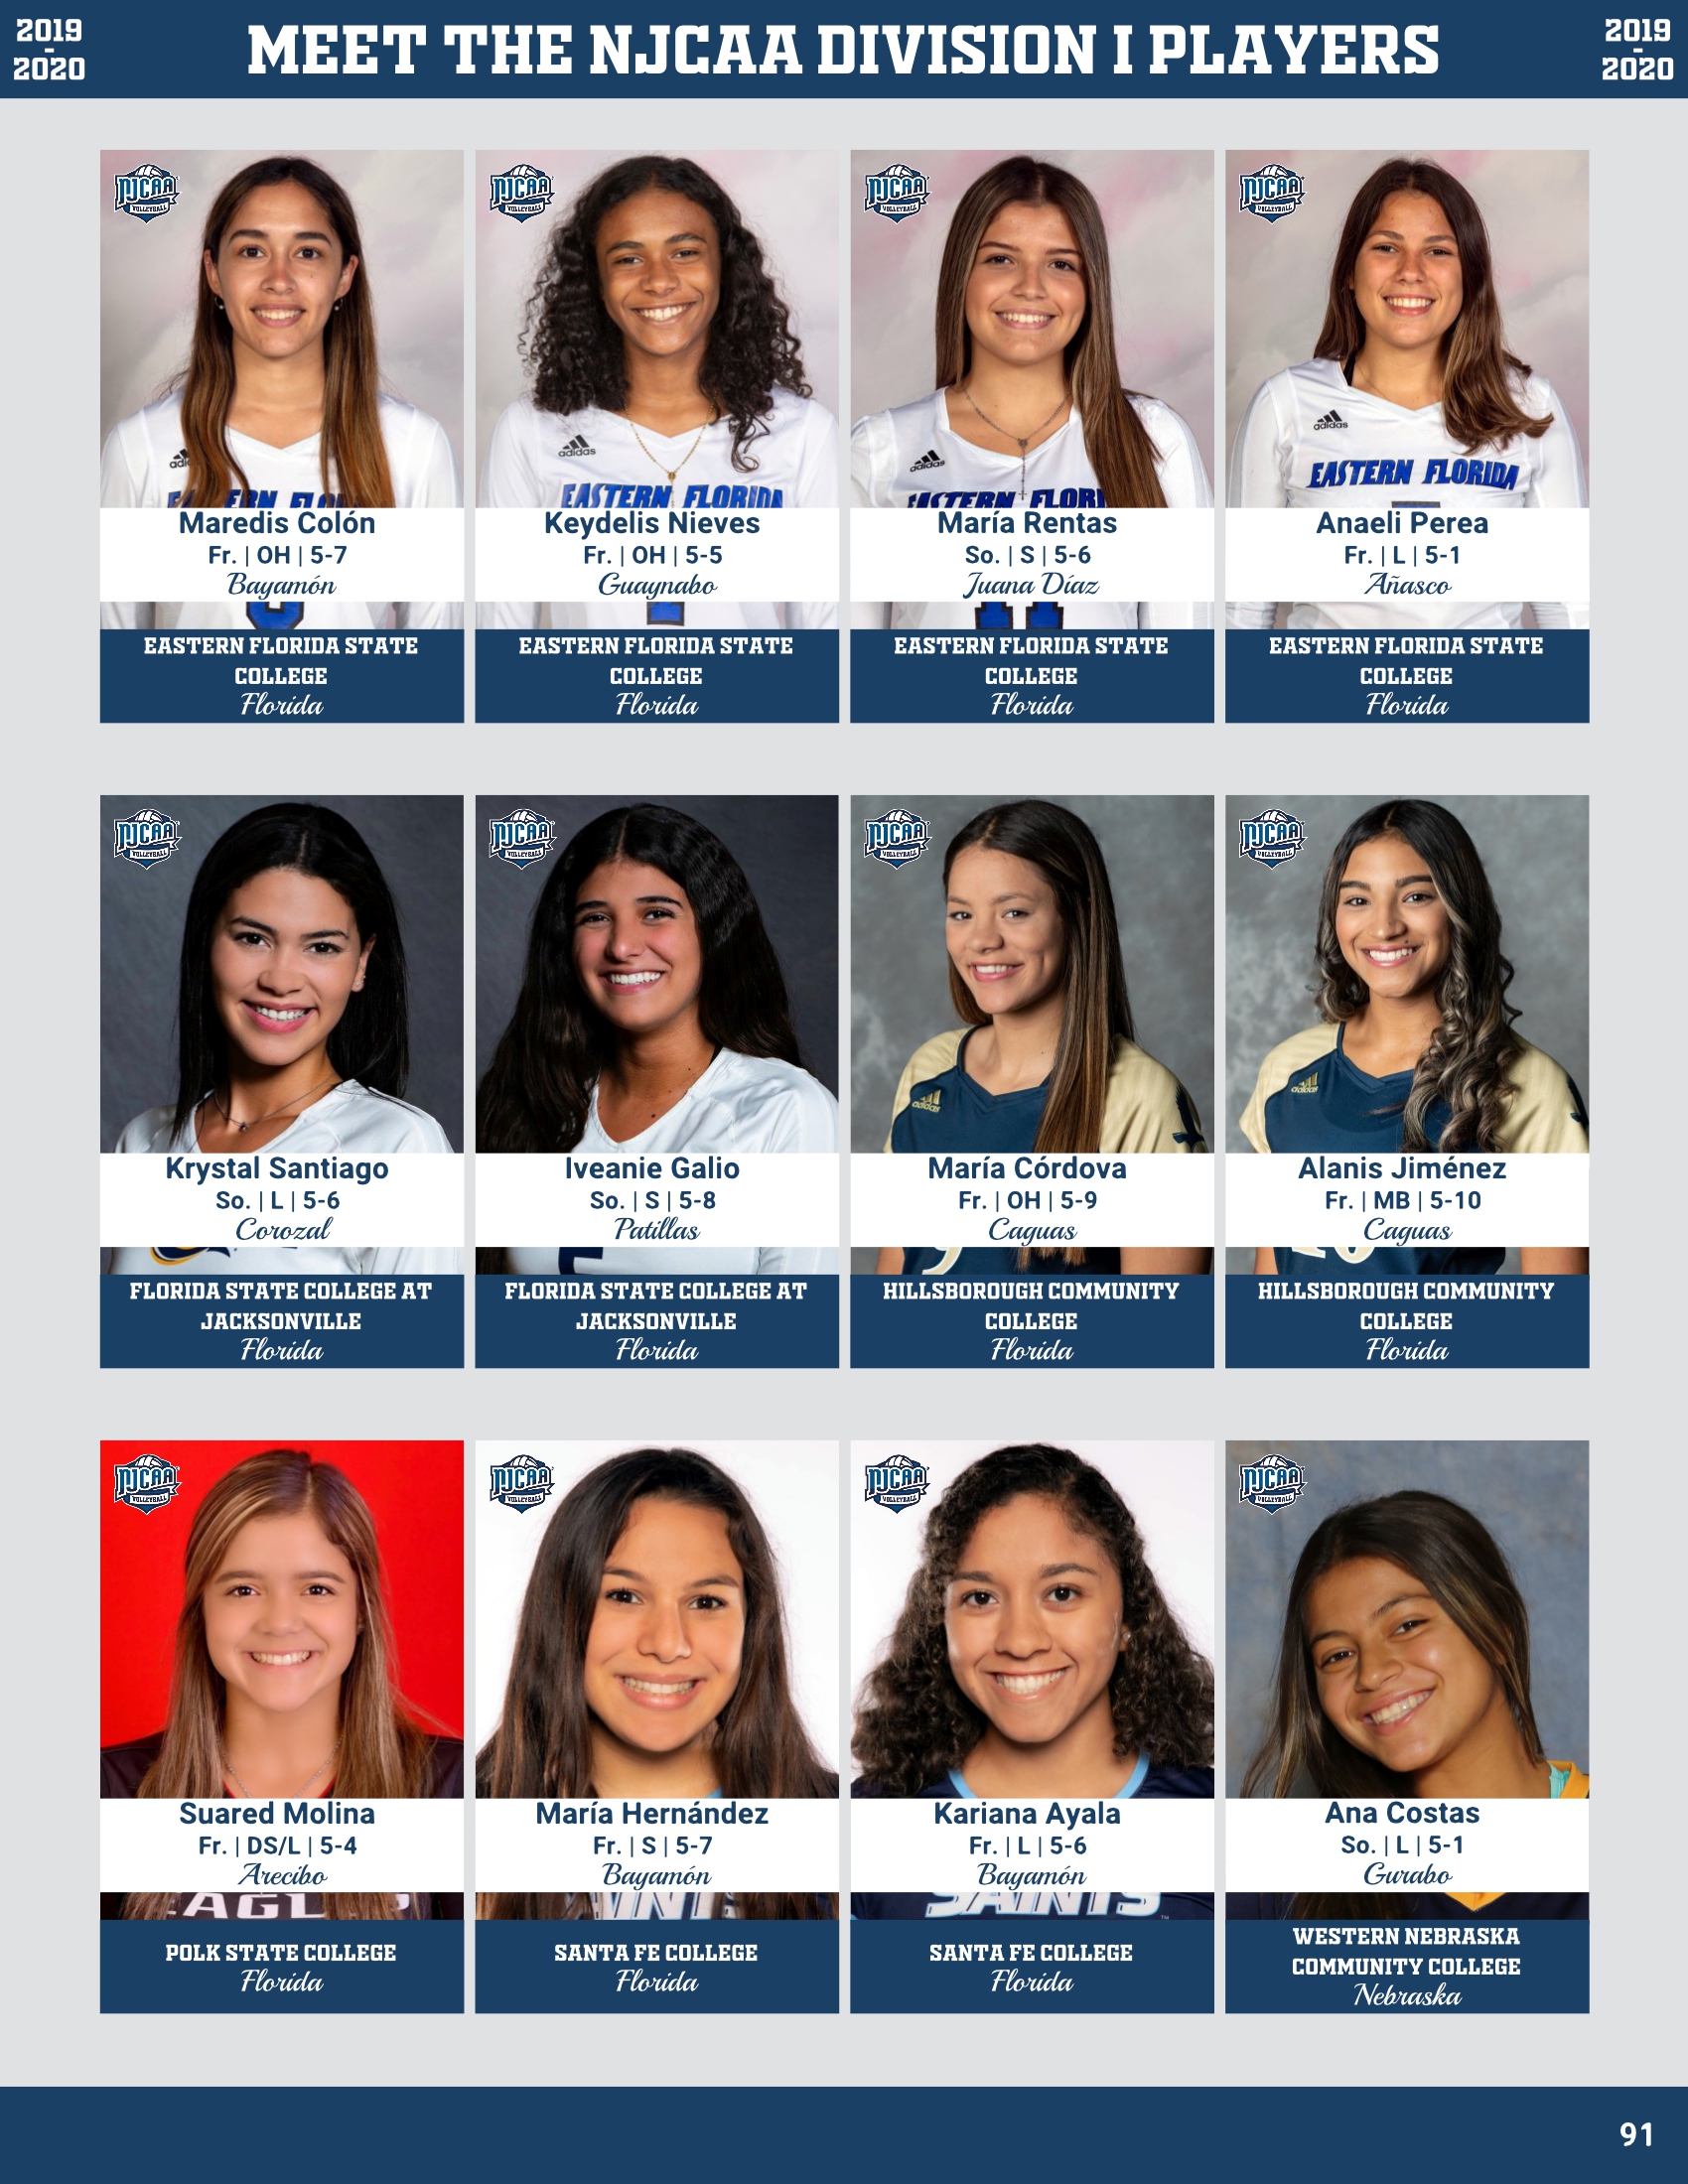 2019
-
2020
MEET THE NJCAA DIVISION I PLAYERS
2019
-
2020
NJCAA
VOLLEYBALL
adidas
EASTERN FLORIDA
Maredis Colón
Fr. | OH | 5-7
Bayamón
EASTERN FLORIDA STATE
COLLEGE
Florida
NJCAA
VOLLEYBALL
adidas
EASTERN FLORIDA
Keydelis Nieves
Fr. | OH | 5-5
Guaynabo
EASTERN FLORIDA STATE
COLLEGE
Florida
NJCAA
VOLLEYBALL
adidas
EASTERN FLORI
María Rentas
So. | S | 5-6
Juana Díaz
11
EASTERN FLORIDA STATE
COLLEGE
Florida
NJCAA
VOLLEYBALL
adidas
EASTERN FLORIDA
Anaeli Perea
Fr. | L | 5-1
Añasco
EASTERN FLORIDA STATE
COLLEGE
Florida
NJCAA
VOLLEYBALL
Krystal Santiago
So. | L | 5-6
Corozal
FLORIDA STATE COLLEGE AT
JACKSONVILLE
Florida
NJCAA
VOLLEYBALL
Iveanie Galio
So. | S | 5-8
Patillas
FLORIDA STATE COLLEGE AT
JACKSONVILLE
Florida
NJCAA
VOLLEYBALL
adidas
María Córdova
Fr. | OH | 5-9
Caguas
HILLSBOROUGH COMMUNITY
COLLEGE
Florida
NJCAA
VOLLEYBALL
adidas
Alanis Jiménez
Fr. | MB | 5-10
Caguas
HILLSBOROUGH COMMUNITY
COLLEGE
Florida
NJCAA
VOLLEYBALL
Suared Molina
Fr. | DS/L | 5-4
Arecibo
EAGL
POLK STATE COLLEGE
Florida
NJCAA
VOLLEYBALL
María Hernández
Fr. | S | 5-7
Bayamón
SANTA FE COLLEGE
Florida
NJCAA
VOLLEYBALL
Kariana Ayala
Fr. | L | 5-6
Bayamón
SAINTS
SANTA FE COLLEGE
Florida
NJCAA
VOLLEYBALL
Ana Costas
So. | L | 5-1
Gurabo
WESTERN NEBRASKA
COMMUNITY COLLEGE
Nebraska
91